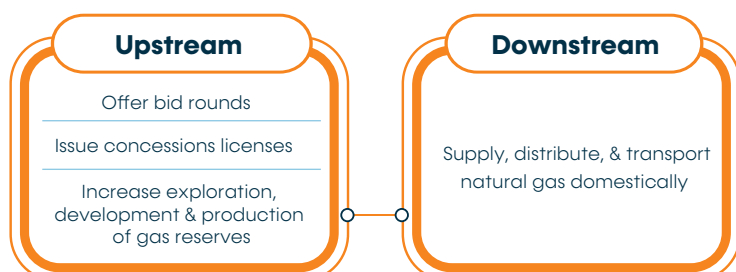 Upstream
Offer bid rounds
Issue concessions licenses
Increase exploration,
development & production
of gas reserves
Downstream
Supply, distribute, & transport
natural gas domestically